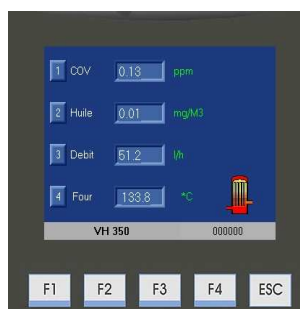 1 COV 0.13 ppm
2 Huile 0.01 mg/M3
3 Debit 51.2 l/h
4 Four 133.8 °C
VH 350 000000
F1 F2 F3 F4 ESC